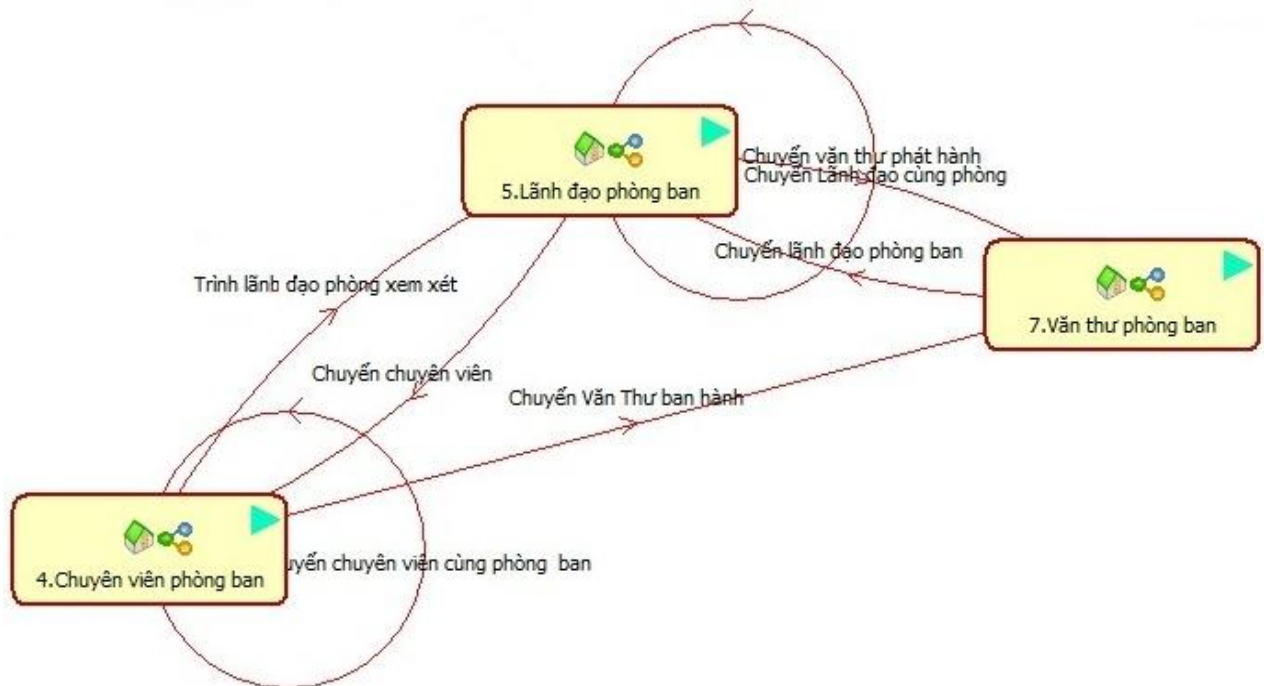 5.Lãnh đạo phòng ban
Chuyển văn thư phát hành
Chuyển Lãnh đạo cùng phòng
Chuyển lãnh đạo phòng ban
7.Văn thư phòng ban
Trình lãnh đạo phòng xem xét
Chuyển chuyên viên
Chuyển Văn Thư ban hành
4.Chuyên viên phòng ban
chuyên viên cùng phòng ban